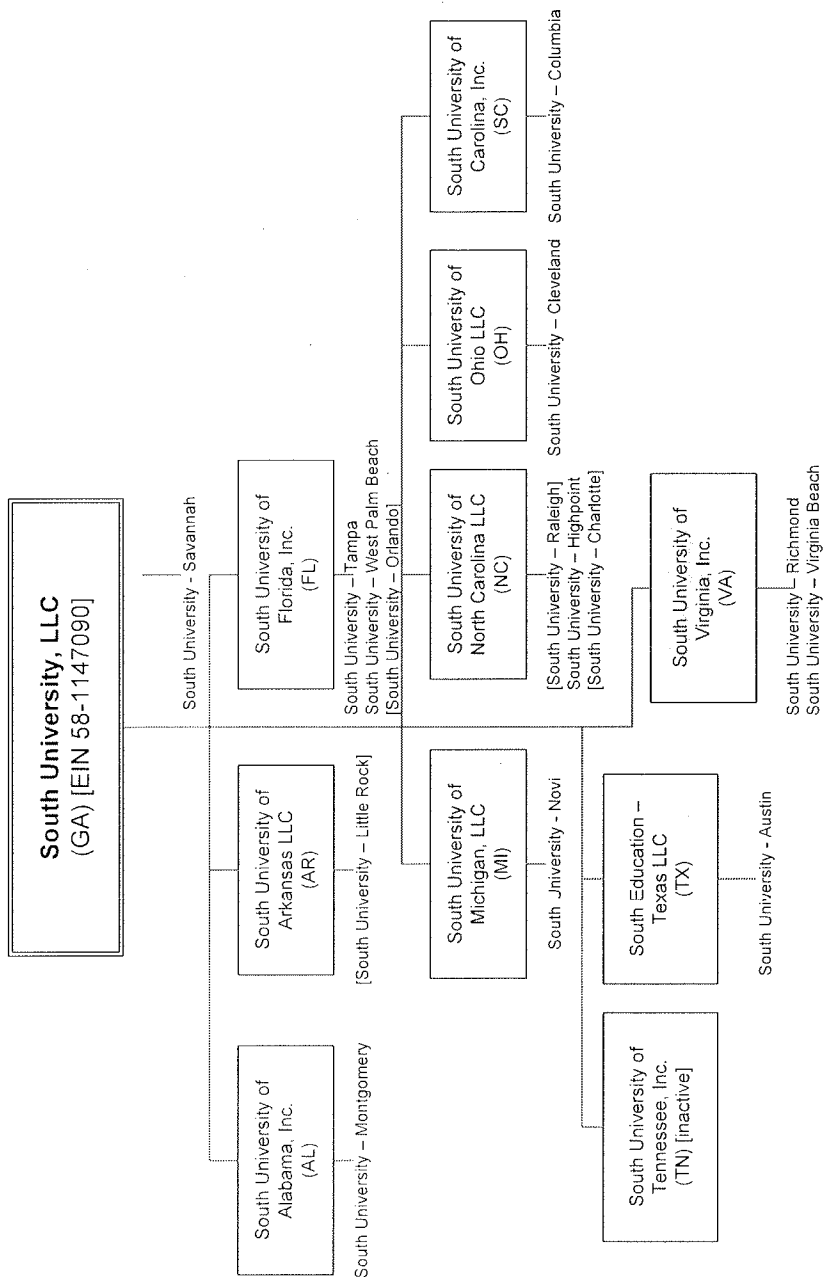 South University, LLC
(GA) [EIN 58-1147090]
South University - Savannah
South University of
Alabama, Inc.
(AL)
South University – Montgomery
South University of
Arkansas LLC
(AR)
[South University – Little Rock]
South University of
Florida, Inc.
(FL)
South University – Tampa
South University – West Palm Beach
[South University – Orlando]
South University of
Michigan, LLC
(MI)
South Jniversity - Novi
South University of
North Carolina LLC
(NC)
[South University – Raleigh]
South University – Highpoint
[South University – Charlotte]
South University of
Ohio LLC
(OH)
South University – Cleveland
South University of
Carolina, Inc.
(SC)
South University – Columbia
South University of
Tennessee, Inc.
(TN) [inactive]
South Education –
Texas LLC
(TX)
South University - Austin
South University of
Virginia, Inc.
(VA)
South University – Richmond
South University – Virginia Beach